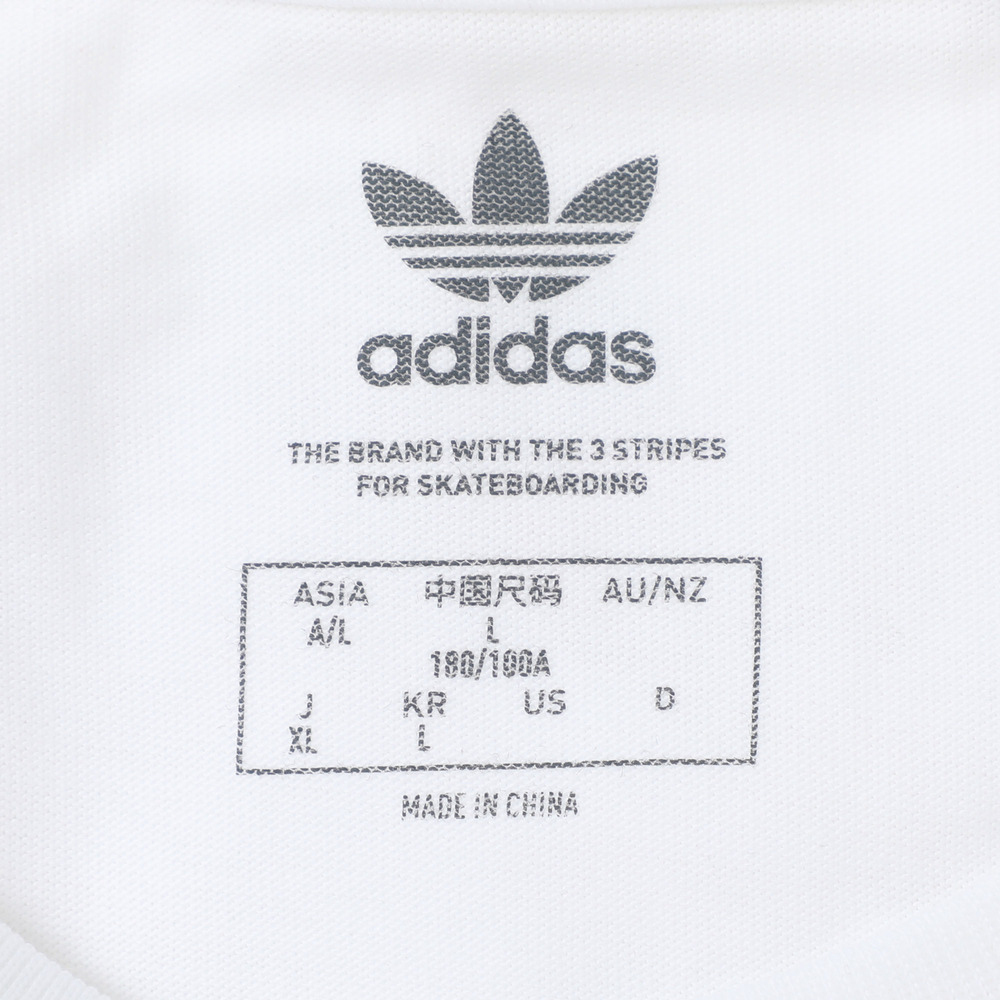 adidas
THE BRAND WITH THE 3 STRIPES
FOR SKATEBOARDING
ASIA 中国尺码 AU/NZ
A/L L
180/100A
J KR US D
XL L
MADE IN CHINA